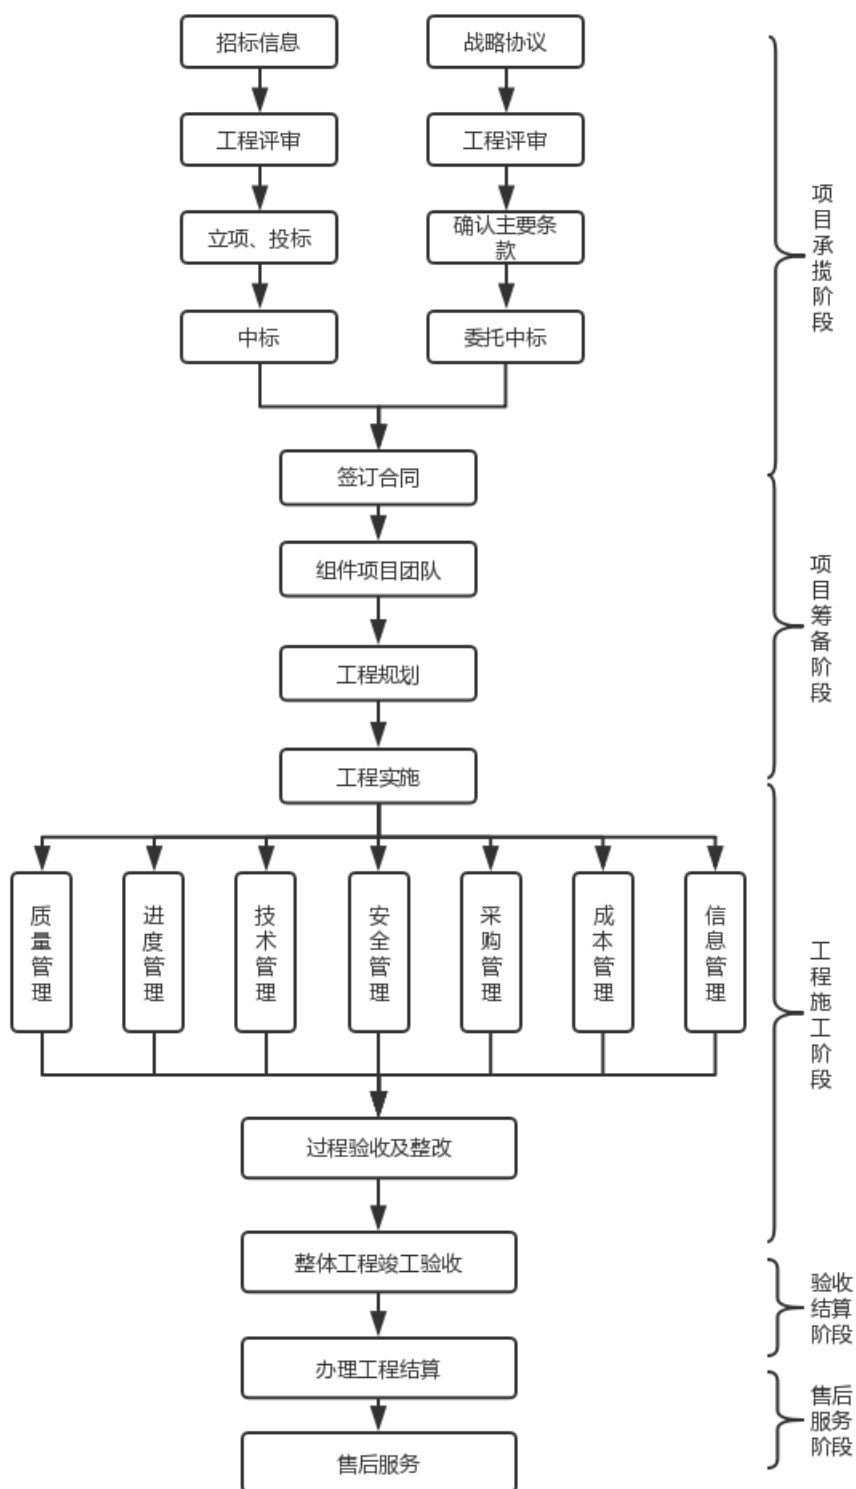 招标信息
战略协议
工程评审
工程评审
立项、投标
确认主要条
款
中标
委托中标
项目承揽阶段
签订合同
组件项目团队
工程规划
工程实施
项目筹备阶段
质量管理
进度管理
技术管理
安全管理
采购管理
成本管理
信息管理
过程验收及整改
工程施工阶段
整体工程竣工验收
办理工程结算
验收
结算
阶段
售后服务
售后
服务
阶段